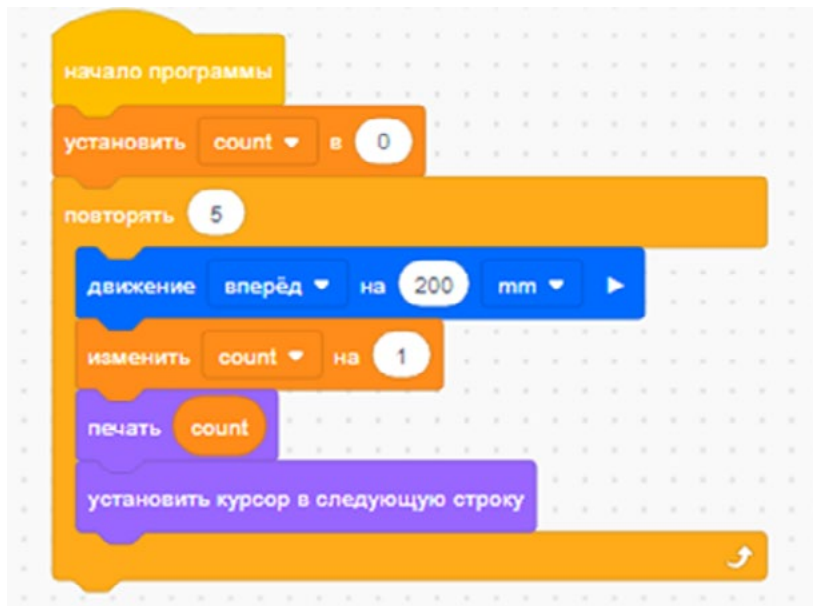 начало программы
установить count в 0
повторять 5
движение вперёд на 200 mm
изменить count на 1
печать count
установить курсор в следующую строку